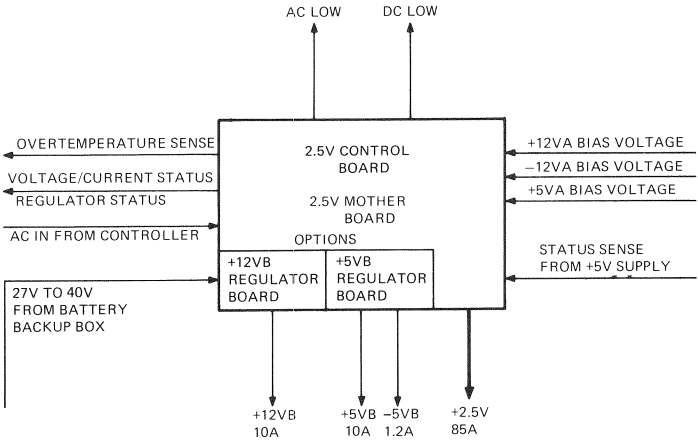 AC LOW
DC LOW
OVERTEMPERATURE SENSE
VOLTAGE/CURRENT STATUS
REGULATOR STATUS
AC IN FROM CONTROLLER
27V TO 40V
FROM BATTERY
BACKUP BOX
2.5V CONTROL
BOARD
2.5V MOTHER
BOARD
OPTIONS
+12VB
REGULATOR
BOARD
+5VB
REGULATOR
BOARD
+12VA BIAS VOLTAGE
−12VA BIAS VOLTAGE
+5VA BIAS VOLTAGE
STATUS SENSE
FROM +5V SUPPLY
+12VB
10A
+5VB
10A
−5VB
1.2A
+2.5V
85A